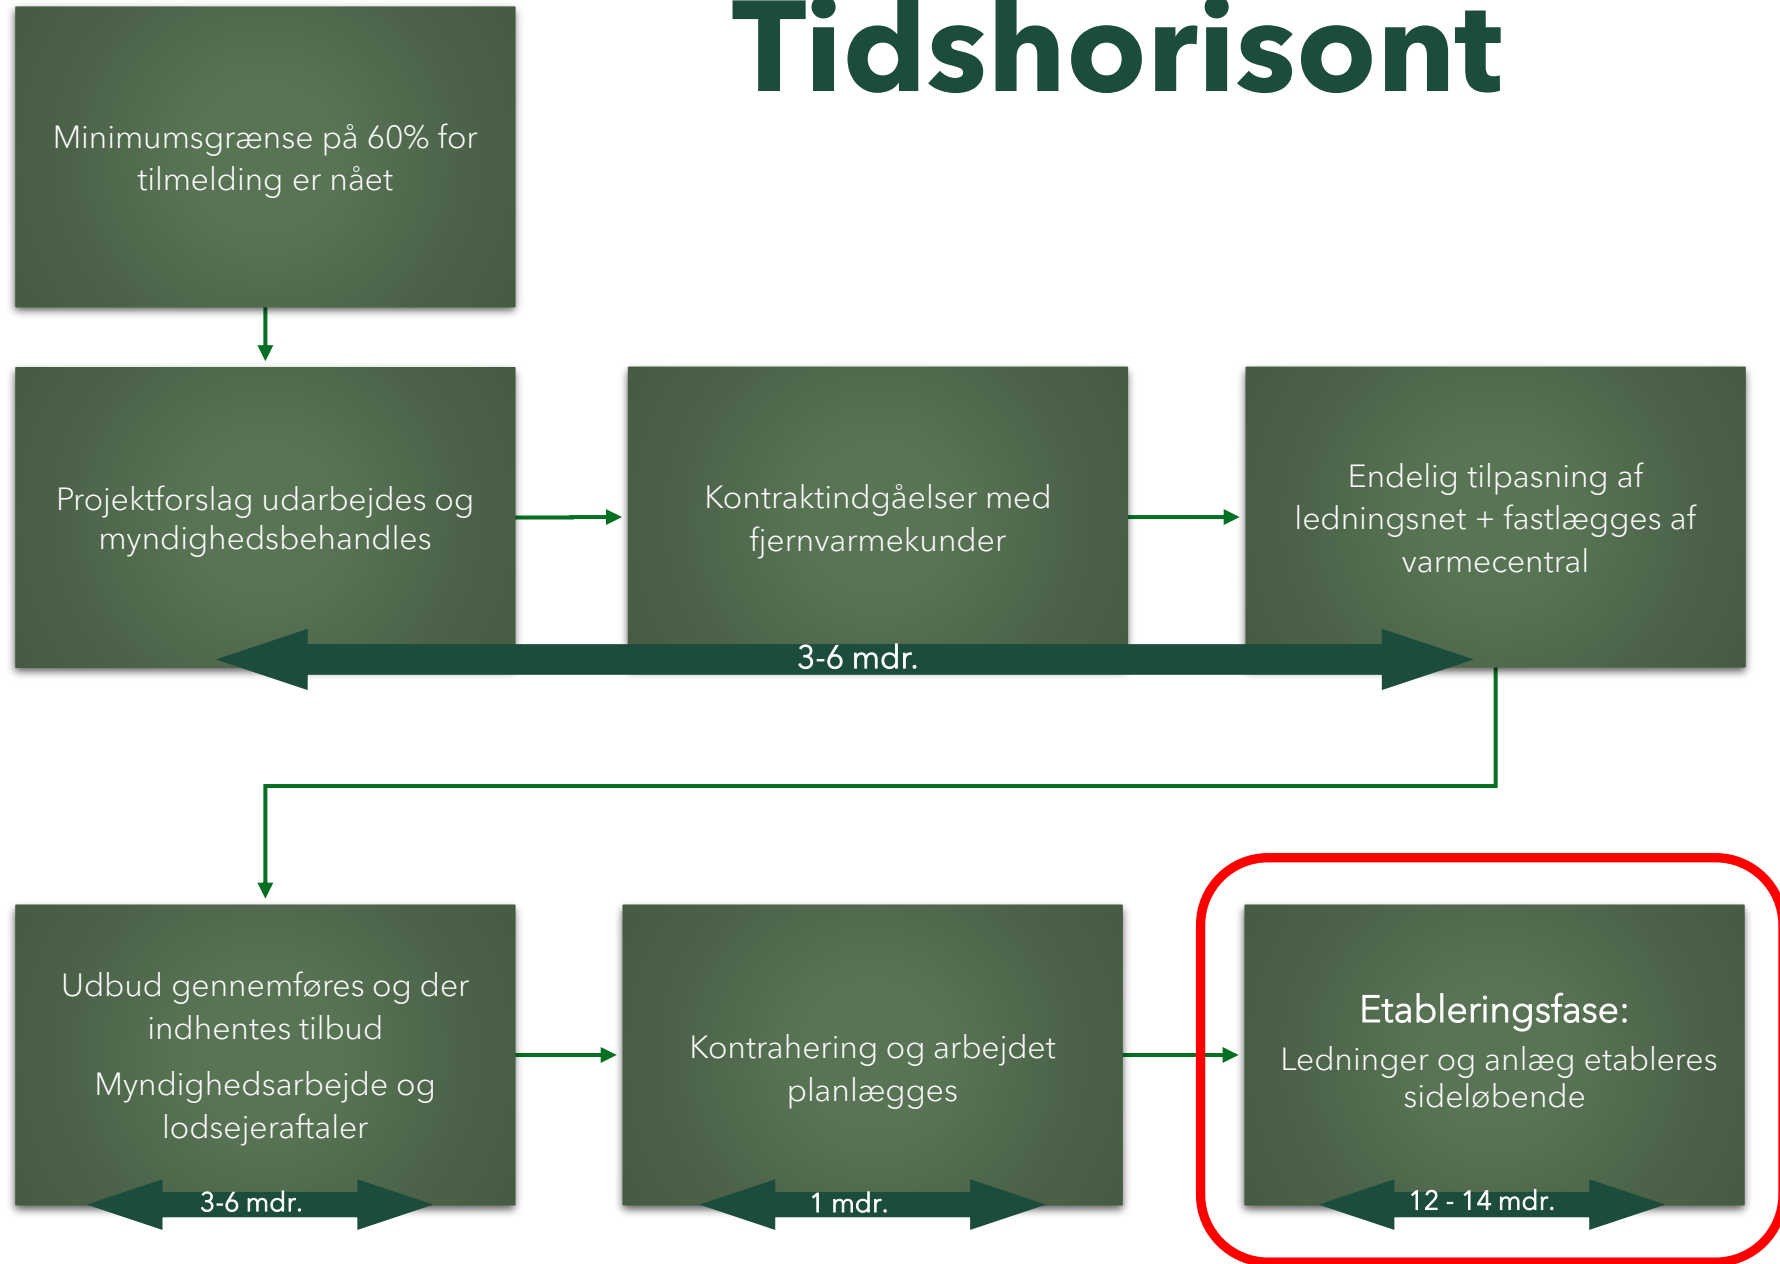 Tidshorisont
Minimumsgrænse på 60% for
tilmelding er nået
Projektforslag udarbejdes og
myndighedsbehandles
Kontraktindgåelser med
fjernvarmekunder
Endelig tilpasning af
ledningsnet + fastlægges af
varmecentral
3-6 mdr.
Udbud gennemføres og der
indhentes tilbud
Myndighedsarbejde og
lodsejeraftaler
3-6 mdr.
Kontrahering og arbejdet
planlægges
1 mdr.
Etableringsfase:
Ledninger og anlæg etableres
sideløbende
12 - 14 mdr.